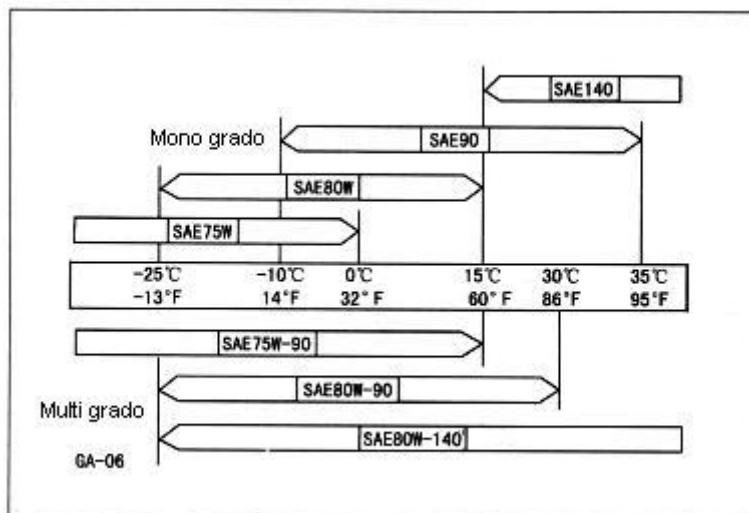 SAE140
Mono grado
SAE90
SAE80W
SAE75W
-25℃ -10℃ 0℃ 15℃ 30℃ 35℃
-13°F 14°F 32°F 60°F 86°F 95°F
SAE75W-90
SAE80W-90
Multi grado
SAE80W-140
GA-06